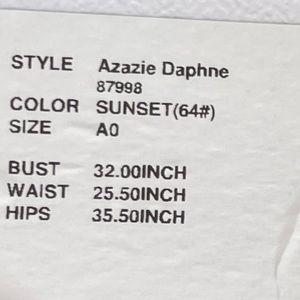 STYLE Azazie Daphne
87998
COLOR SUNSET(64#)
SIZE A0
BUST 32.00INCH
WAIST 25.50INCH
HIPS 35.50INCH